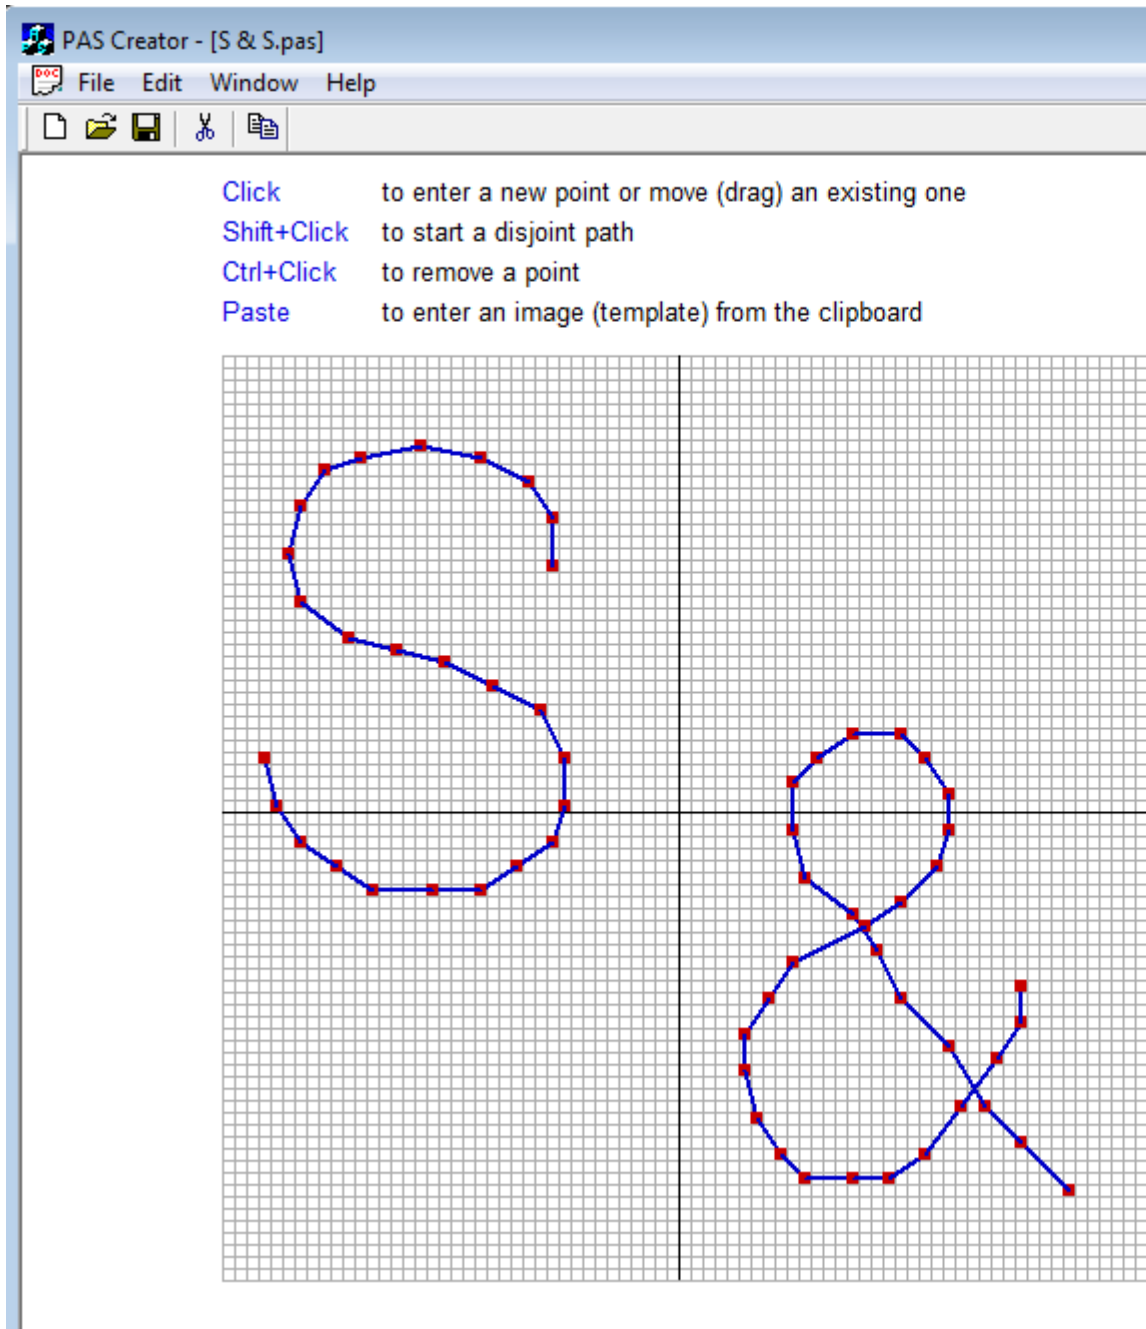 PAS Creator - [S & S.pas]
DOC File Edit Window Help
Click to enter a new point or move (drag) an existing one
Shift+Click to start a disjoint path
Ctrl+Click to remove a point
Paste to enter an image (template) from the clipboard
S &